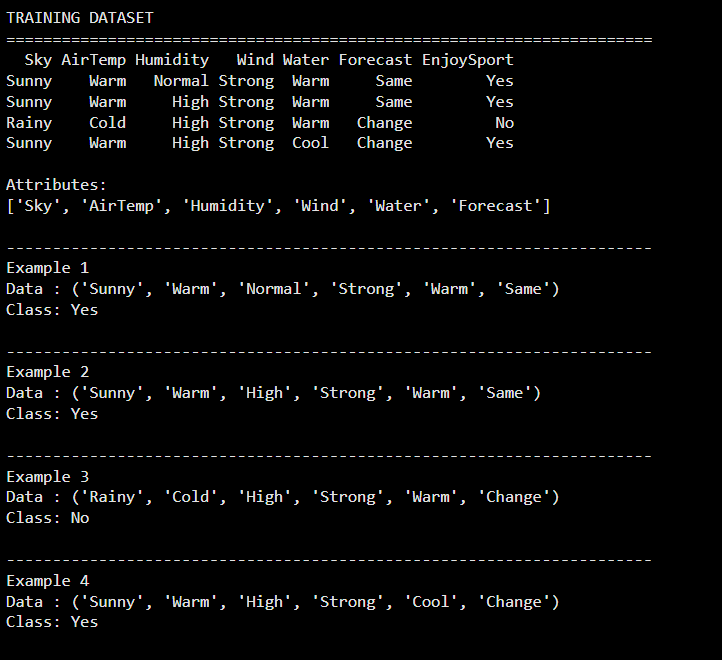 TRAINING DATASET
======================================================================
  Sky AirTemp Humidity   Wind Water Forecast EnjoySport
Sunny    Warm   Normal Strong  Warm     Same        Yes
Sunny    Warm     High Strong  Warm     Same        Yes
Rainy    Cold     High Strong  Warm   Change         No
Sunny    Warm     High Strong  Cool   Change        Yes
Attributes:
['Sky', 'AirTemp', 'Humidity', 'Wind', 'Water', 'Forecast']
----------------------------------------------------------------------
Example 1
Data : ('Sunny', 'Warm', 'Normal', 'Strong', 'Warm', 'Same')
Class: Yes
----------------------------------------------------------------------
Example 2
Data : ('Sunny', 'Warm', 'High', 'Strong', 'Warm', 'Same')
Class: Yes
----------------------------------------------------------------------
Example 3
Data : ('Rainy', 'Cold', 'High', 'Strong', 'Warm', 'Change')
Class: No
----------------------------------------------------------------------
Example 4
Data : ('Sunny', 'Warm', 'High', 'Strong', 'Cool', 'Change')
Class: Yes